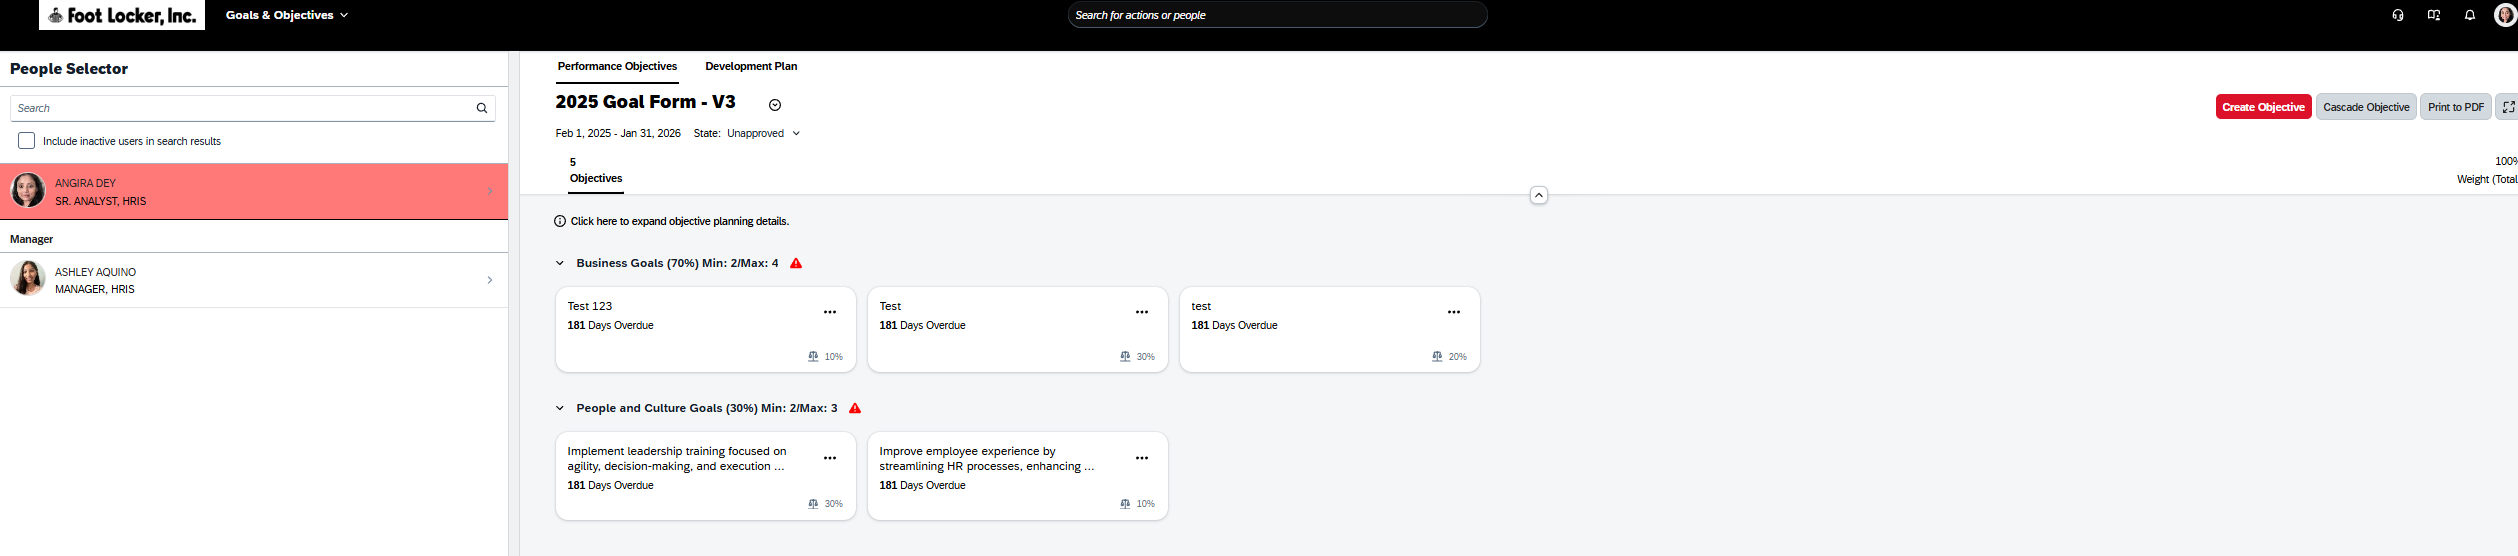 Foot Locker, Inc.
Goals & Objectives
Search for actions or people
People Selector
Search
Include inactive users in search results
ANGIRA DEY
SR. ANALYST, HRIS
Manager
ASHLEY AQUINO
MANAGER, HRIS
Performance Objectives
Development Plan
2025 Goal Form - V3
Create Objective
Cascade Objective
Print to PDF
Feb 1, 2025 - Jan 31, 2026
State: Unapproved
5
Objectives
100%
Weight (Total
Click here to expand objective planning details.
Business Goals (70%) Min: 2/Max: 4
Test 123
181 Days Overdue
10%
Test
181 Days Overdue
30%
test
181 Days Overdue
20%
People and Culture Goals (30%) Min: 2/Max: 3
Implement leadership training focused on
agility, decision-making, and execution ...
181 Days Overdue
30%
Improve employee experience by
streamlining HR processes, enhancing ...
181 Days Overdue
10%